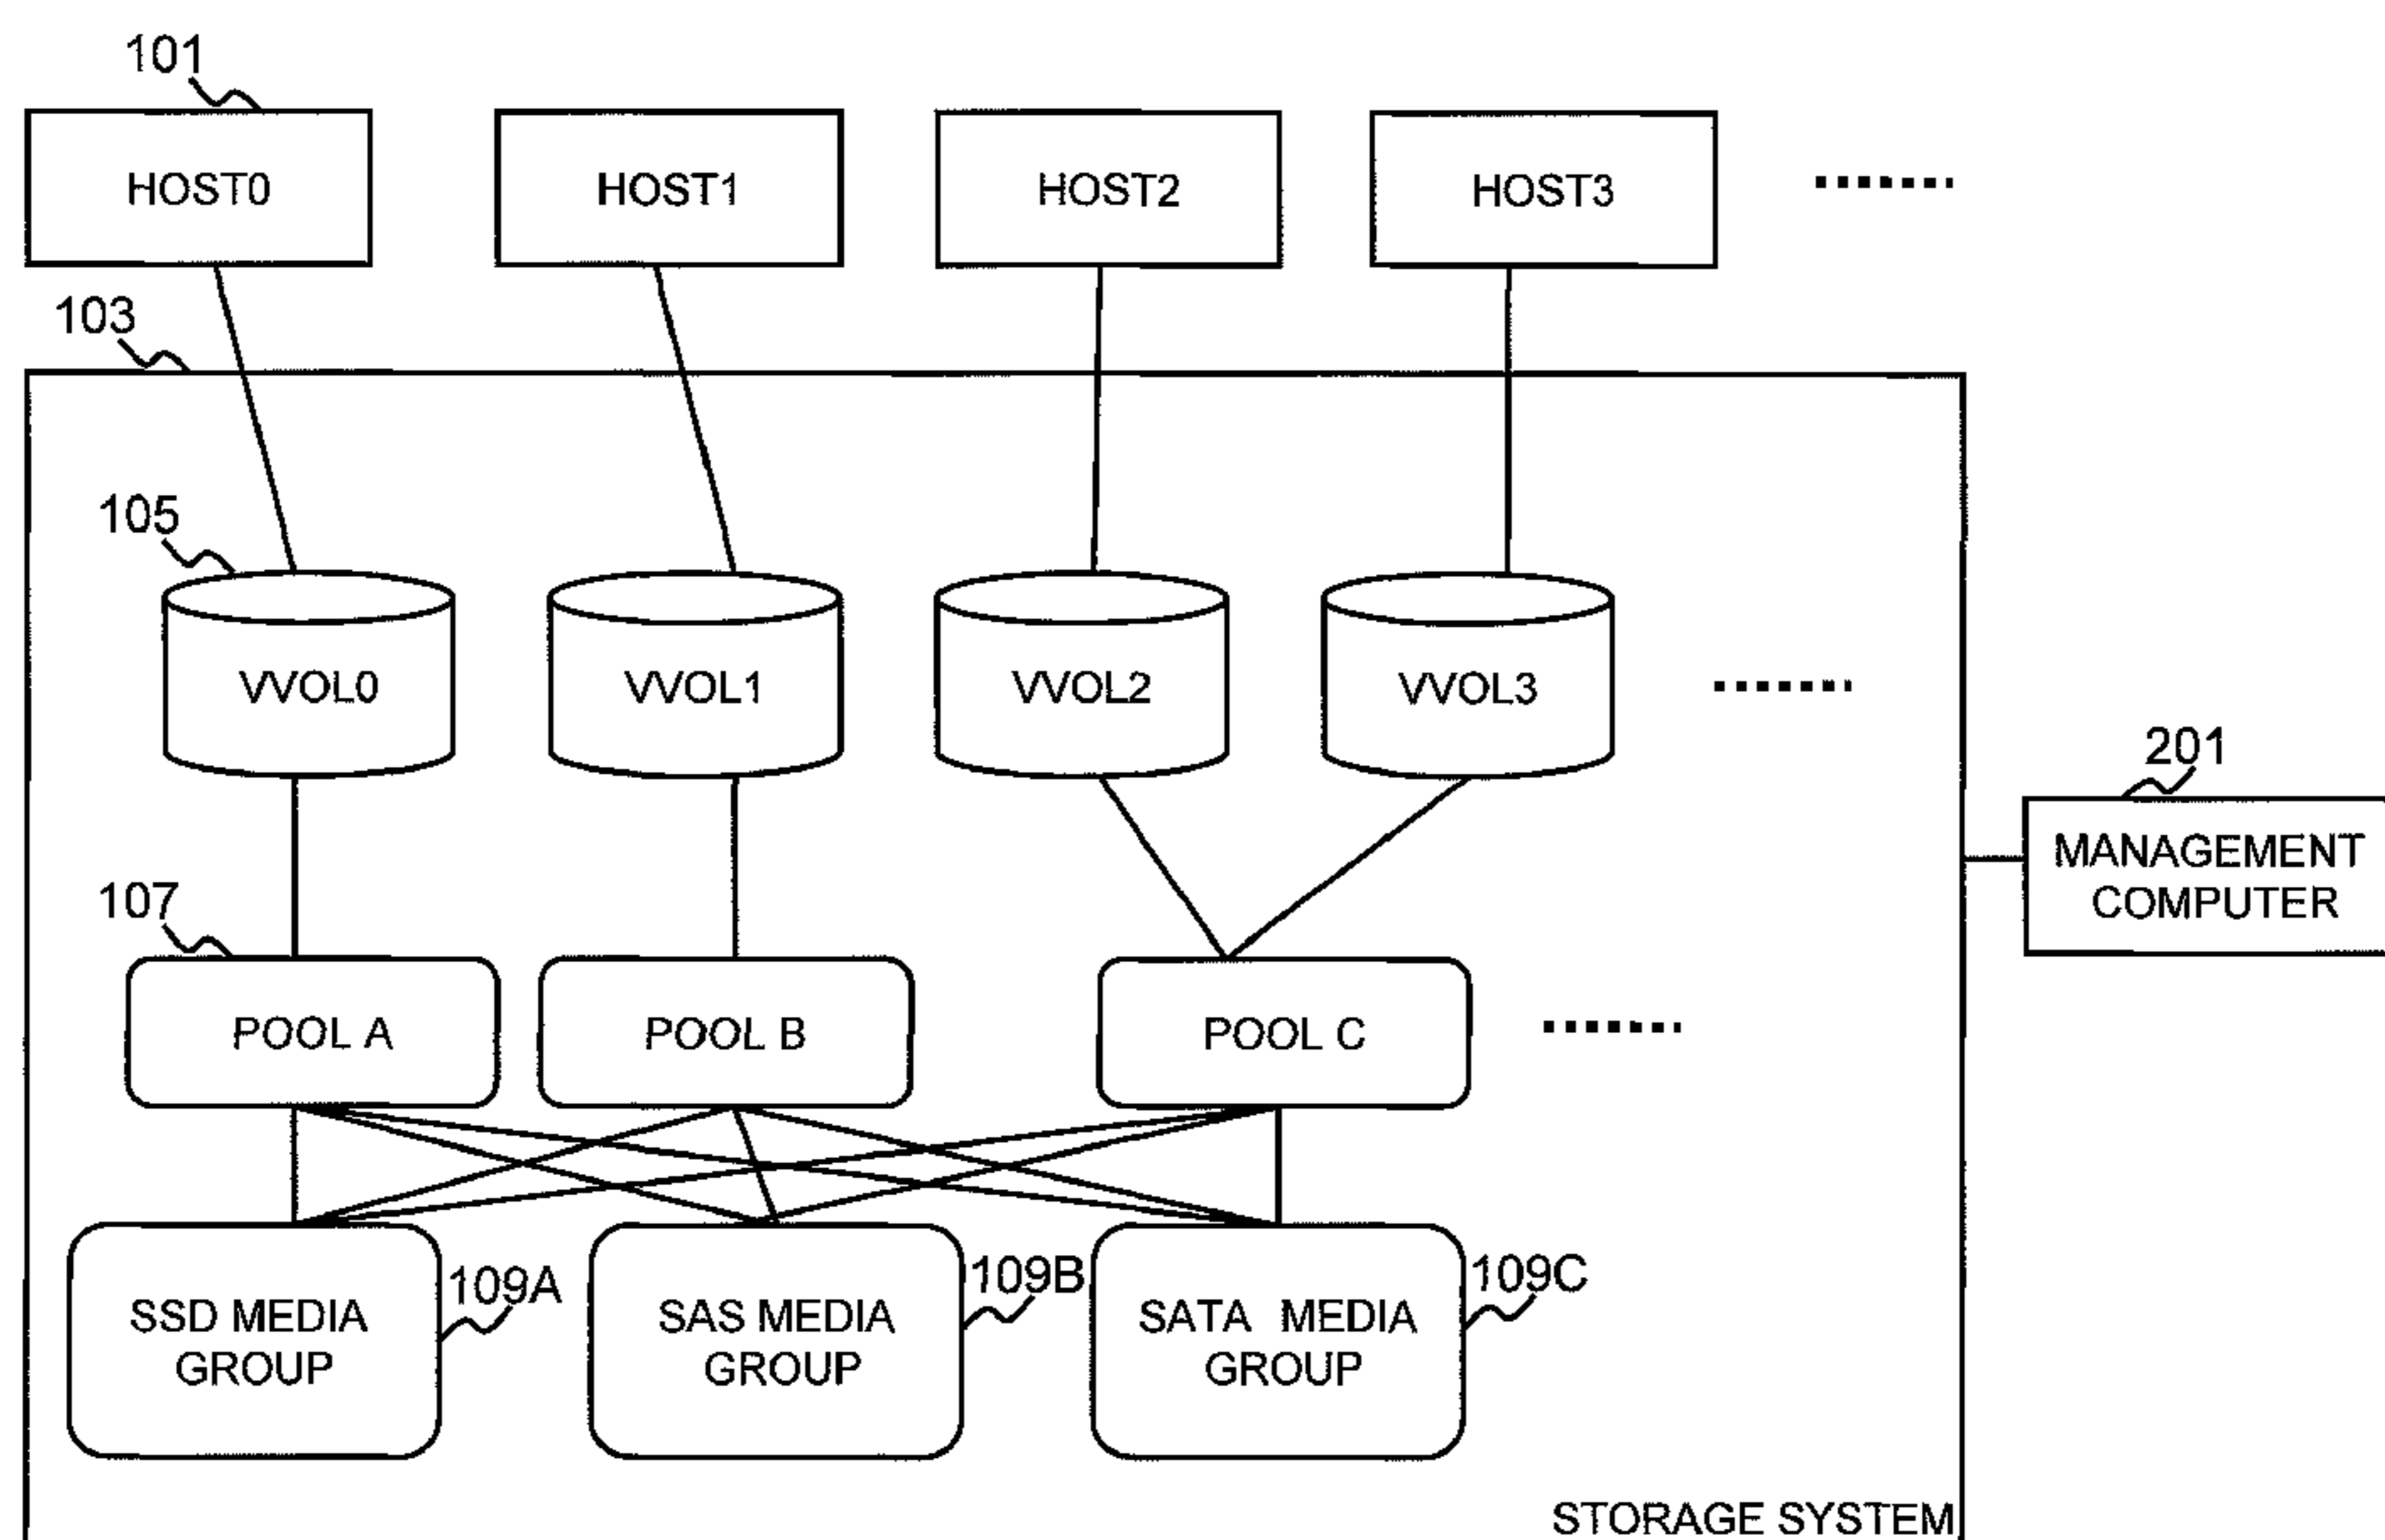 101
HOST0
HOST1
HOST2
HOST3
103
105
VVOL0
VVOL1
VVOL2
VVOL3
201
MANAGEMENT
COMPUTER
107
POOL A
POOL B
POOL C
109A
109B
109C
SSD MEDIA
GROUP
SAS MEDIA
GROUP
SATA MEDIA
GROUP
STORAGE SYSTEM